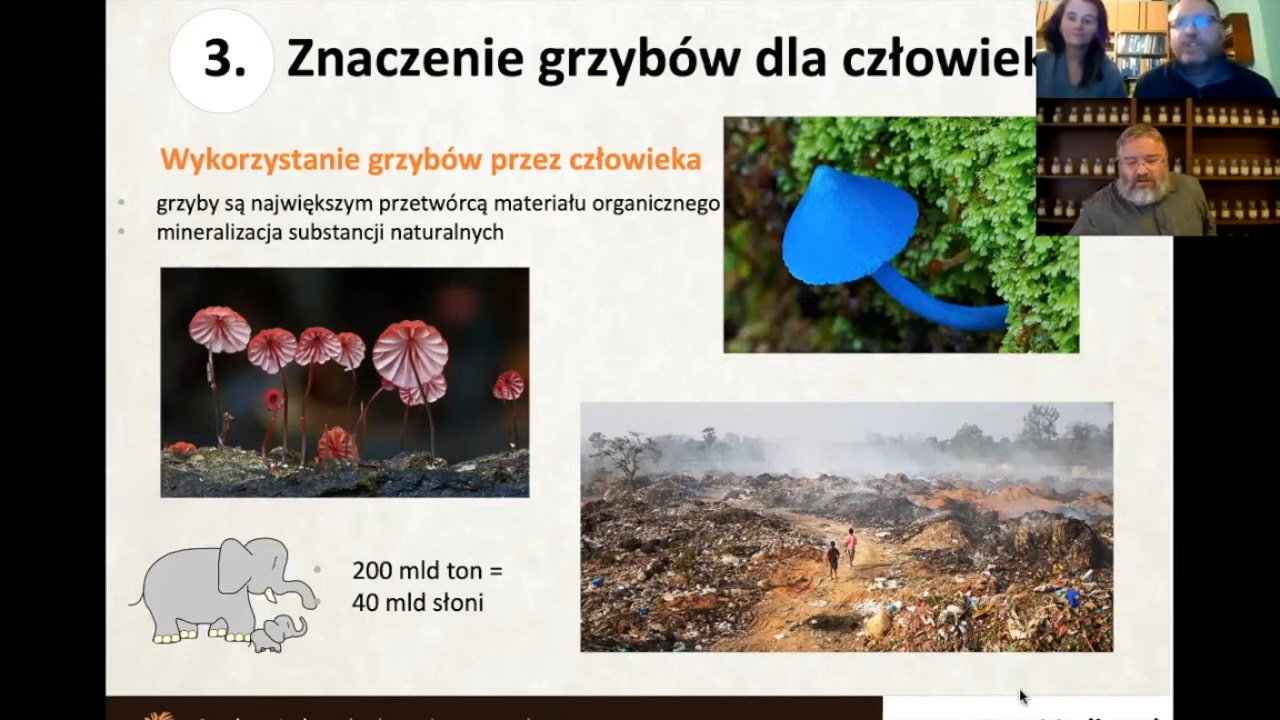 3. Znaczenie grzybów dla człowiek
Wykorzystanie grzybów przez człowieka
grzyby są największym przetwórcą materiału organicznego
mineralizacja substancji naturalnych
200 mld ton =
40 mld słoni